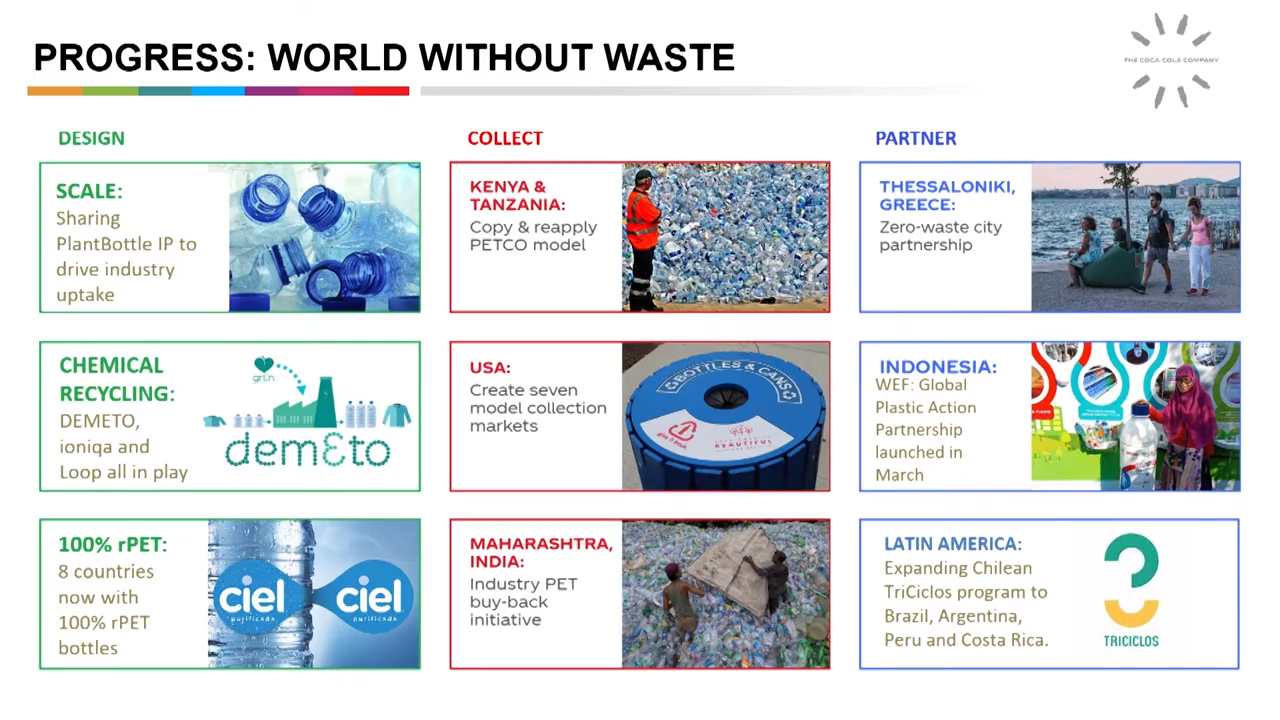 PROGRESS: WORLD WITHOUT WASTE
THE COCA-COLA COMPANY
DESIGN
SCALE:
Sharing
PlantBottle IP to
drive industry
uptake
CHEMICAL
RECYCLING:
DEMETO,
ioniqa and
Loop all in play
gr3n
demeto
100% rPET:
8 countries
now with
100% rPET
bottles
ciel
purificada
ciel
purificada
COLLECT
KENYA &
TANZANIA:
Copy & reapply
PETCO model
USA:
Create seven
model collection
markets
BOTTLES & CANS
BEAUTIFUL
MAHARASHTRA,
INDIA:
Industry PET
buy-back
initiative
PARTNER
THESSALONIKI,
GREECE:
Zero-waste city
partnership
INDONESIA:
WEF: Global
Plastic Action
Partnership
launched in
March
LATIN AMERICA:
Expanding Chilean
TriCiclos program to
Brazil, Argentina,
Peru and Costa Rica.
TRICICLOS